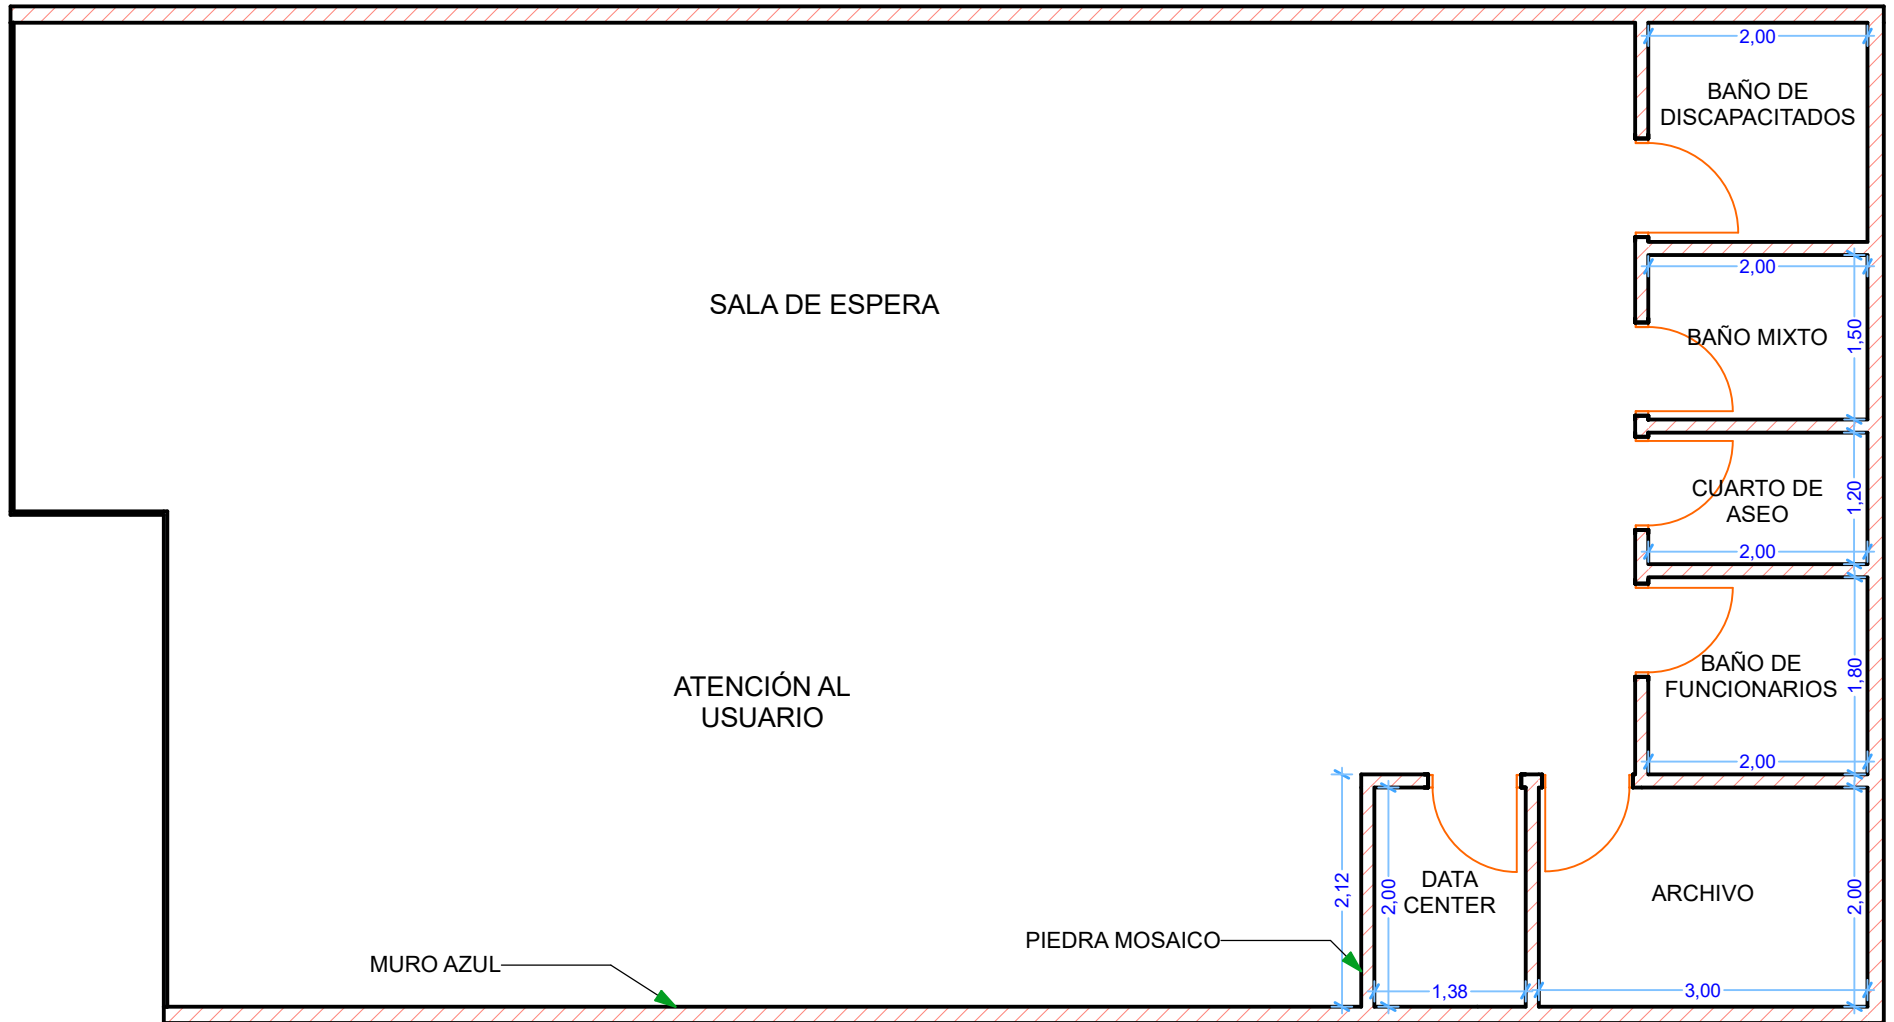 2,00
BAÑO DE
DISCAPACITADOS
2,00
SALA DE ESPERA
BAÑO MIXTO
1,50
CUARTO DE
ASEO
1,20
2,00
BAÑO DE
FUNCIONARIOS
1,80
ATENCIÓN AL
USUARIO
2,00
2,12
2,00
DATA
CENTER
ARCHIVO
2,00
PIEDRA MOSAICO
MURO AZUL
1,38
3,00